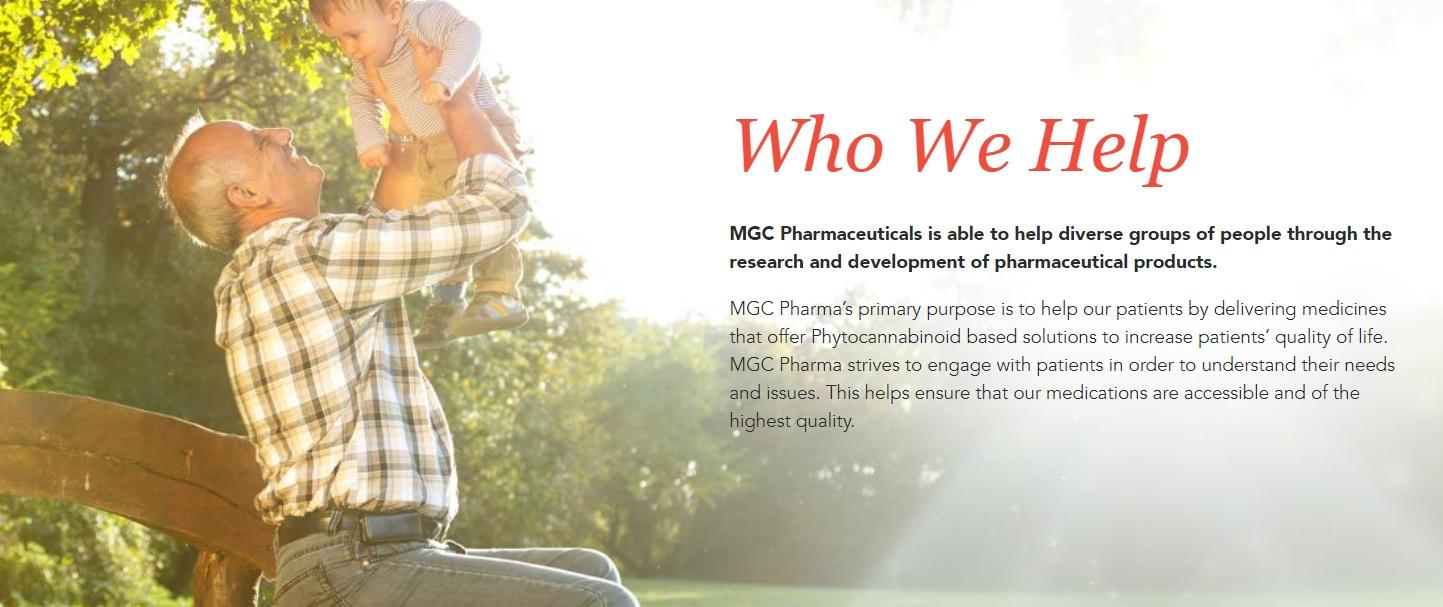 Who We Help
MGC Pharmaceuticals is able to help diverse groups of people through the
research and development of pharmaceutical products.
MGC Pharma's primary purpose is to help our patients by delivering medicines
that offer Phytocannabinoid based solutions to increase patients' quality of life.
MGC Pharma strives to engage with patients in order to understand their needs
and issues. This helps ensure that our medications are accessible and of the
highest quality.